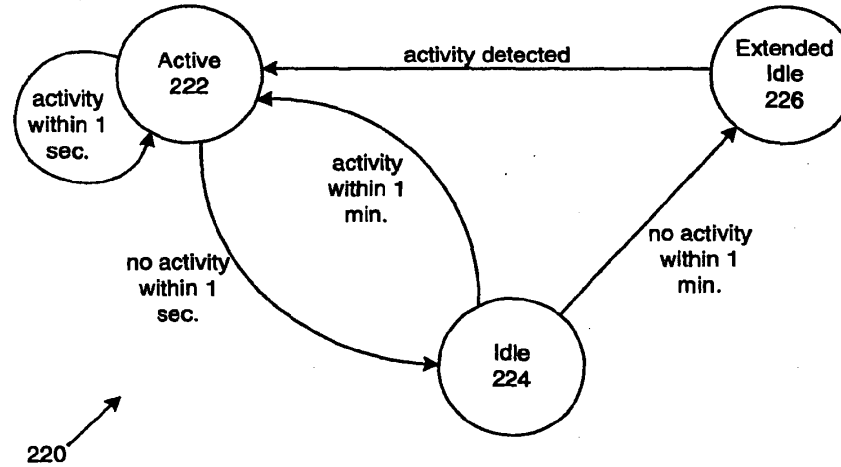 Active
222
activity
within 1
sec.
activity detected
Extended
Idle
226
activity
within 1
min.
no activity
within 1
sec.
no activity
within 1
min.
Idle
224
220